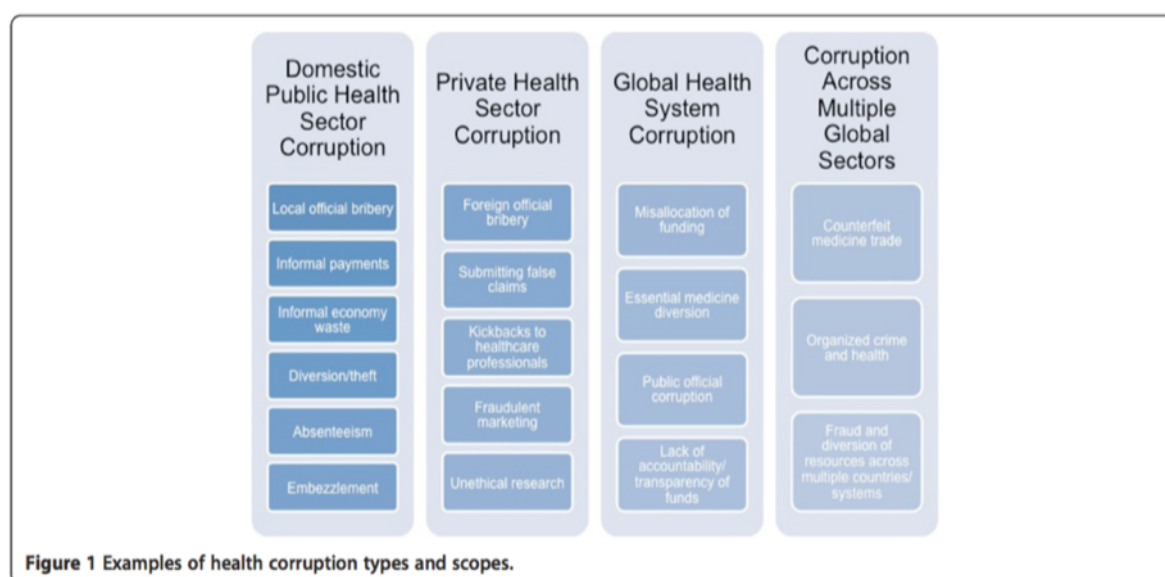 Domestic
Public Health
Sector
Corruption
Local official bribery
Informal payments
Informal economy
waste
Diversion/theft
Absenteeism
Embezzlement
Private Health
Sector
Corruption
Foreign official
bribery
Submitting false
claims
Kickbacks to
healthcare
professionals
Fraudulent
marketing
Unethical research
Global Health
System
Corruption
Misallocation of
funding
Essential medicine
diversion
Public official
corruption
Lack of
accountability/
transparency of
funds
Corruption
Across
Multiple
Global
Sectors
Counterfeit
medicine trade
Organized crime
and health
Fraud and
diversion of
resources across
multiple countries/
systems
Figure 1 Examples of health corruption types and scopes.